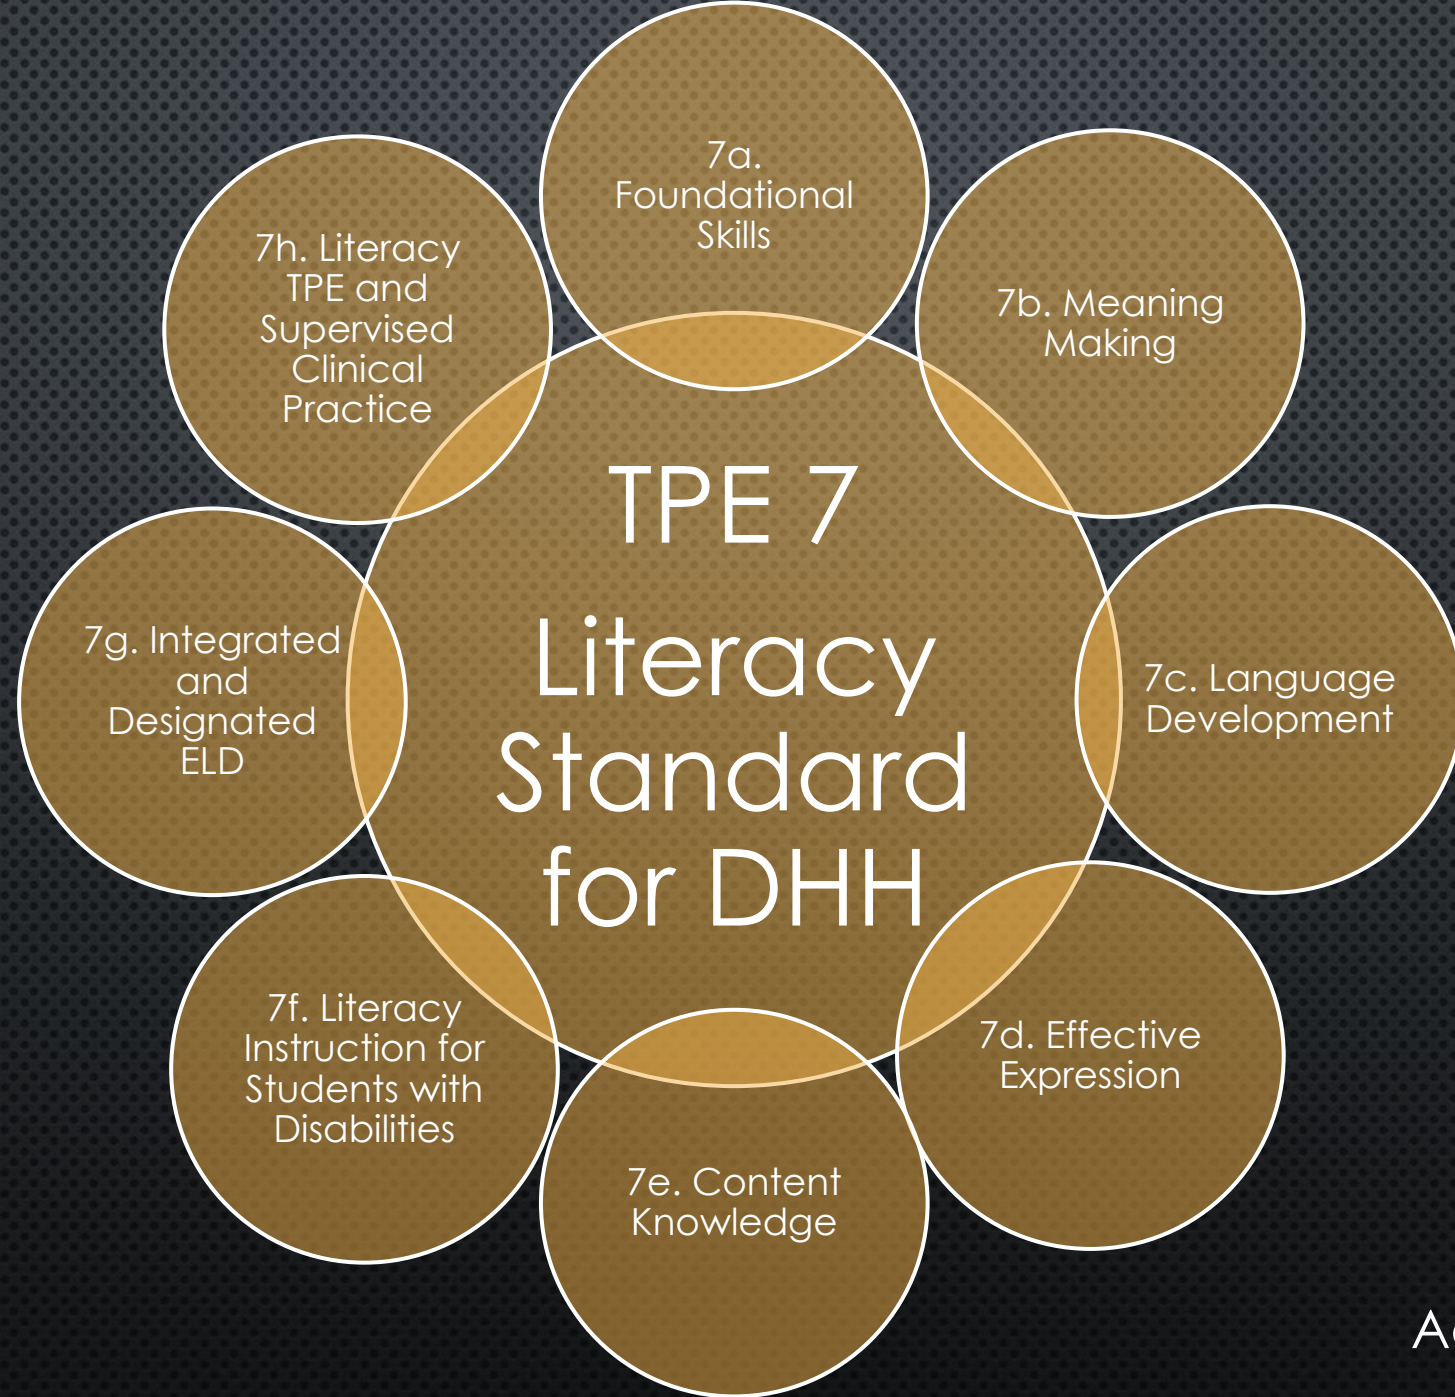 7a.
Foundational
Skills
7b. Meaning
Making
7c. Language
Development
7d. Effective
Expression
7e. Content
Knowledge
7f. Literacy
Instruction for
Students with
Disabilities
7g. Integrated
and
Designated
ELD
7h. Literacy
TPE and
Supervised
Clinical
Practice
TPE 7
Literacy
Standard
for DHH